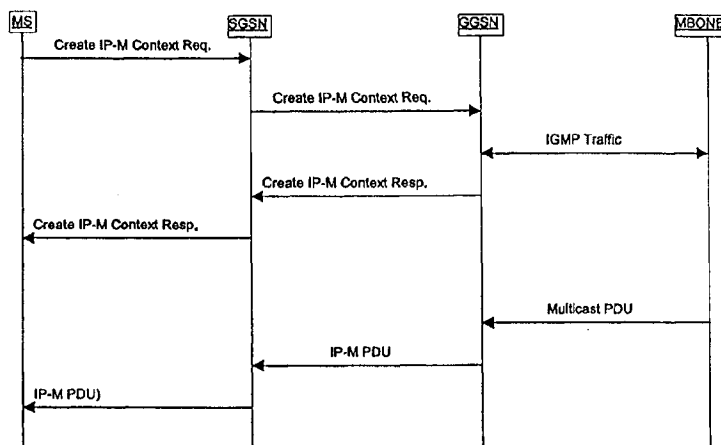 MS
SGSN
GGSN
MBONE
Create IP-M Context Req.
Create IP-M Context Req.
IGMP Traffic
Create IP-M Context Resp.
Create IP-M Context Resp.
Multicast PDU
IP-M PDU
IP-M PDU)